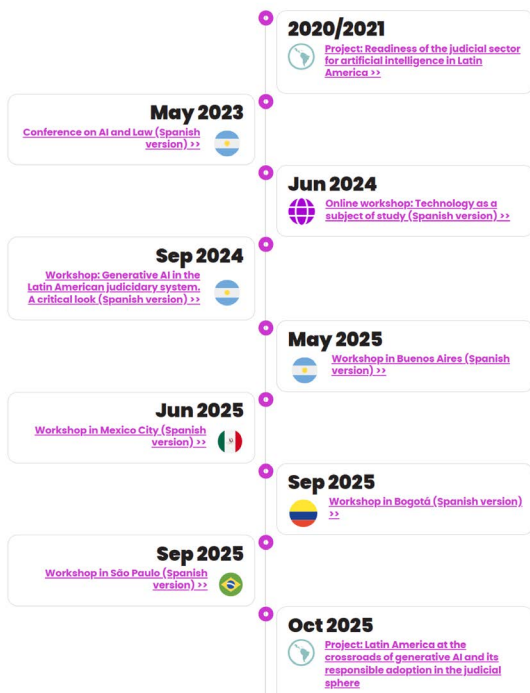 2020/2021
Project: Readiness of the judicial sector
for artificial intelligence in Latin
America >>
May 2023
Conference on AI and Law (Spanish
version) >>
Jun 2024
Online workshop: Technology as a
subject of study (Spanish version) >>
Sep 2024
Workshop: Generative AI in the
Latin American judicidary system.
A critical look (Spanish version) >>
May 2025
Workshop in Buenos Aires (Spanish
version) >>
Jun 2025
Workshop in Mexico City (Spanish
version) >>
Sep 2025
Workshop in Bogotá (Spanish version)
>>
Sep 2025
Workshop in São Paulo (Spanish
version) >>
Oct 2025
Project: Latin America at the
crossroads of generative AI and its
responsible adoption in the judicial
sphere